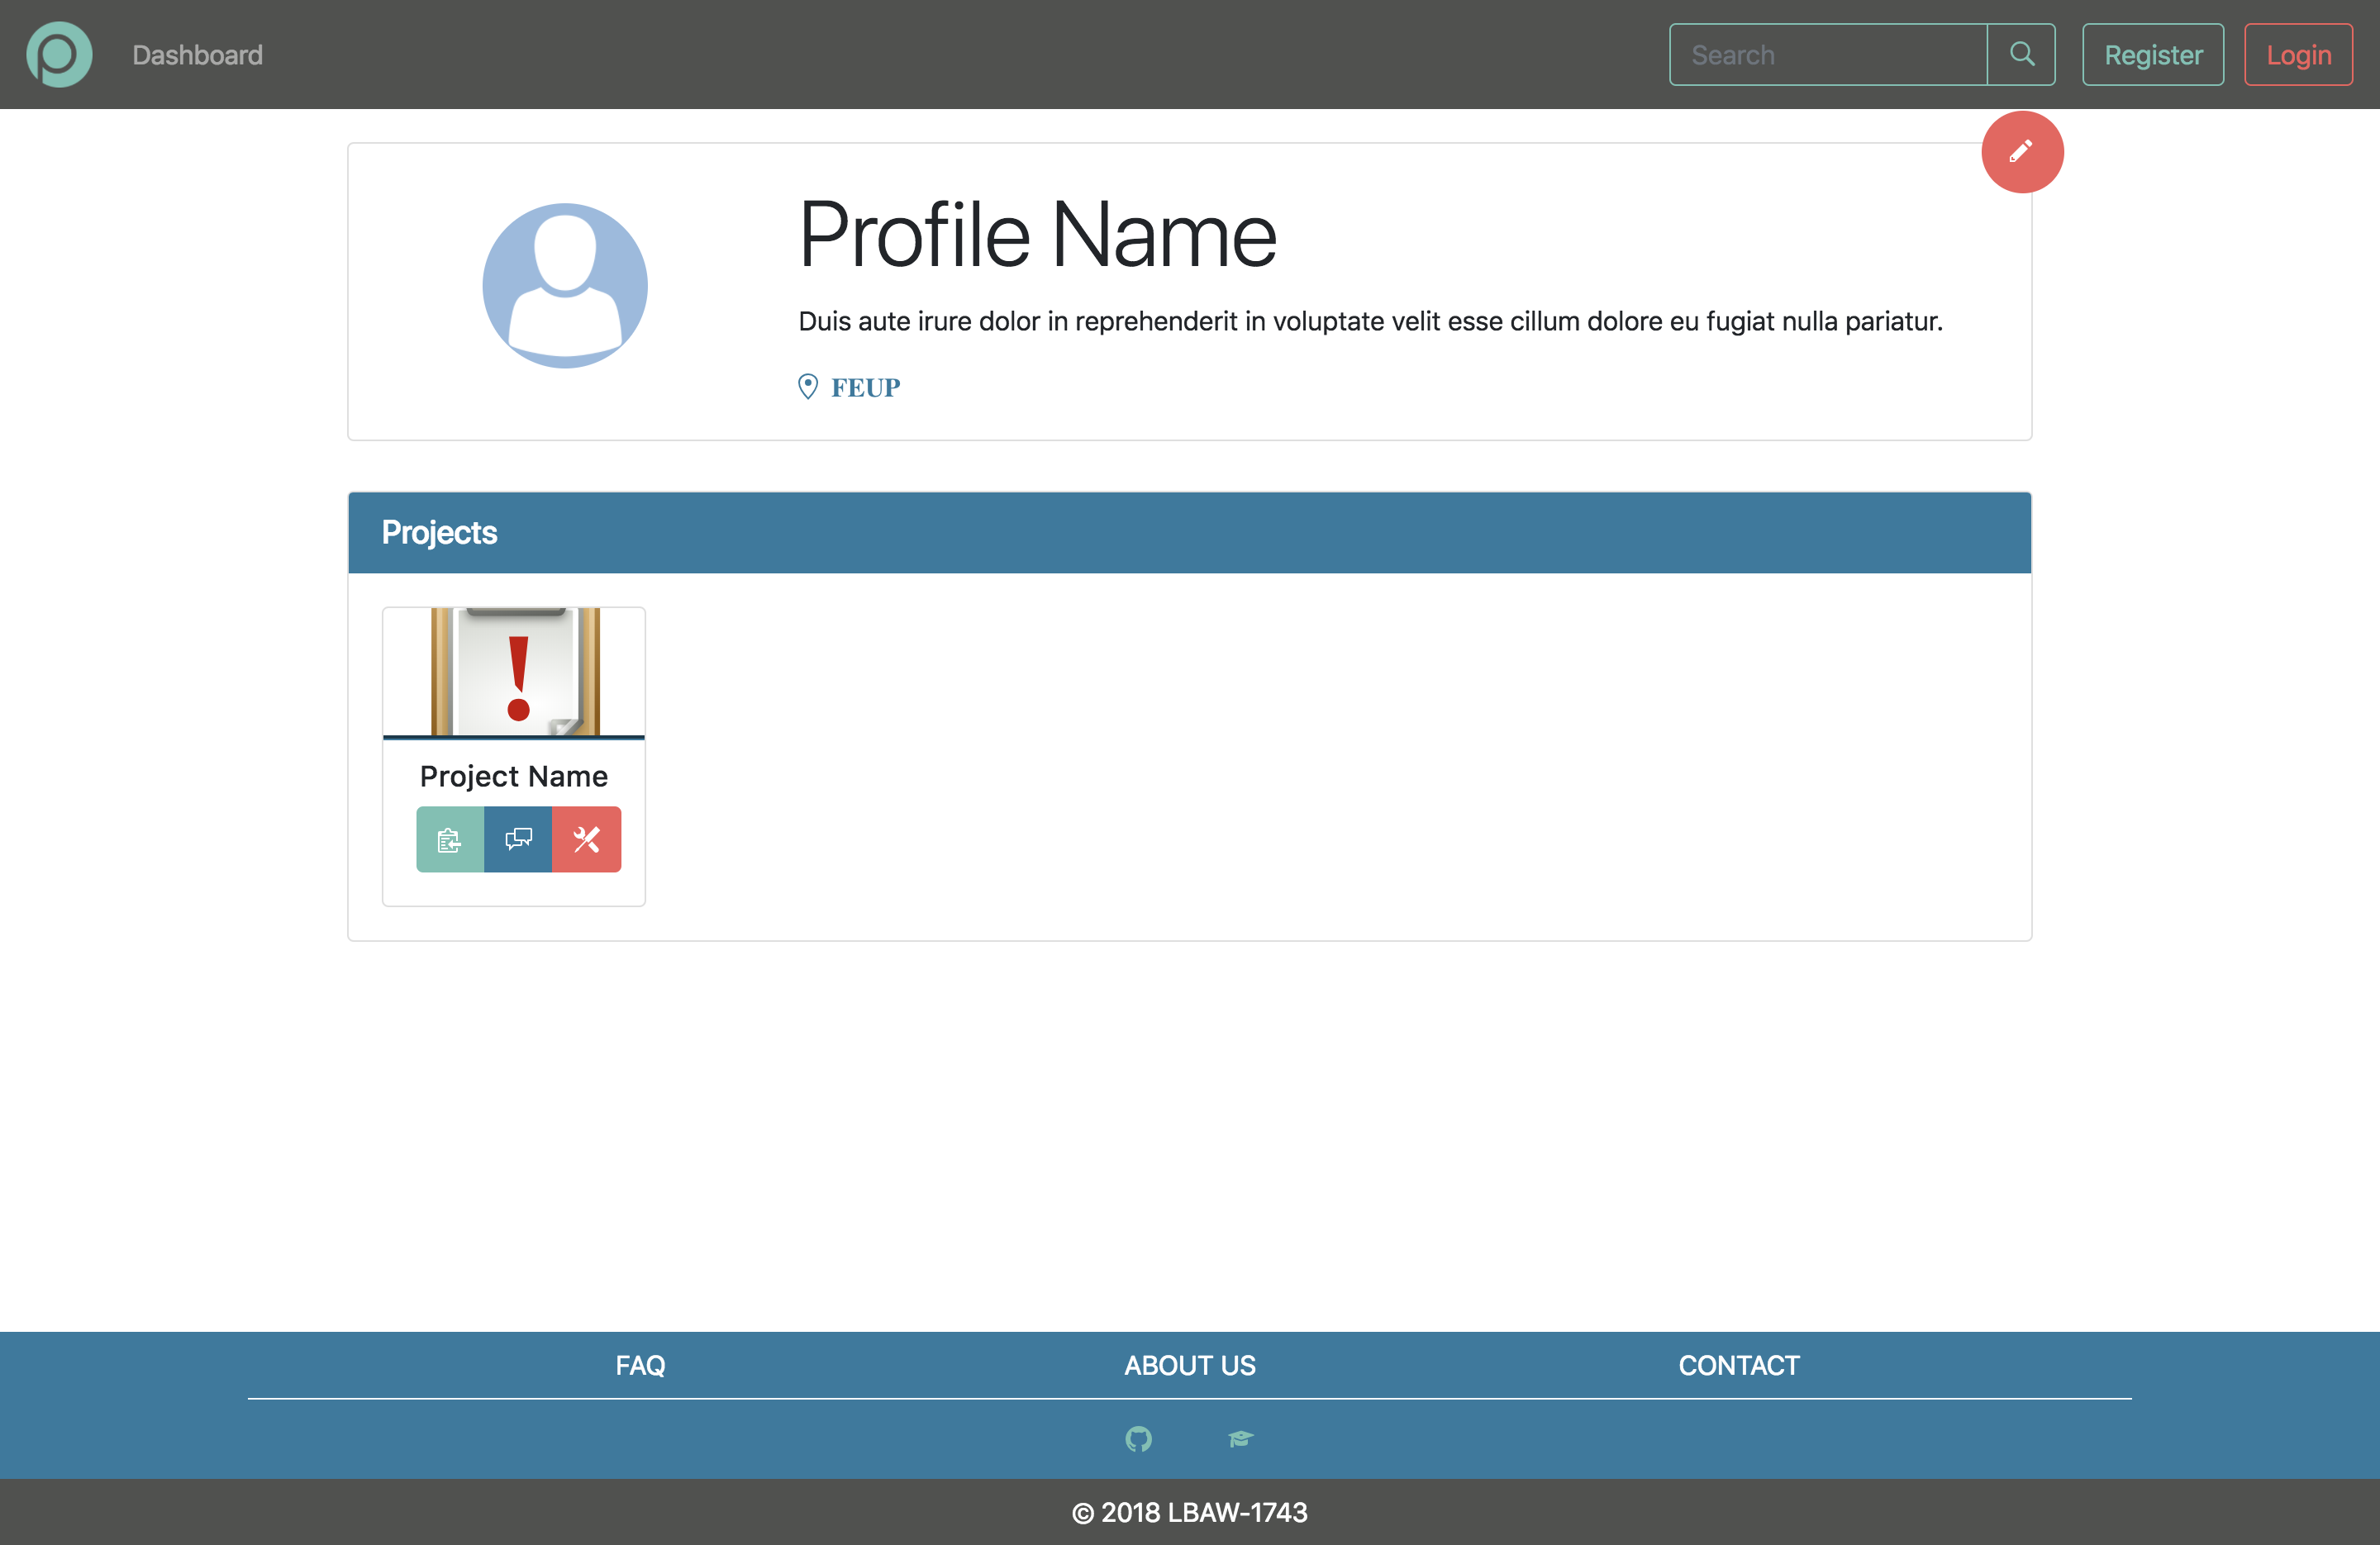 Dashboard
Search
Register
Login
Profile Name
Duis aute irure dolor in reprehenderit in voluptate velit esse cillum dolore eu fugiat nulla pariatur.
FEUP
Projects
Project Name
FAQ
ABOUT US
CONTACT
© 2018 LBAW-1743